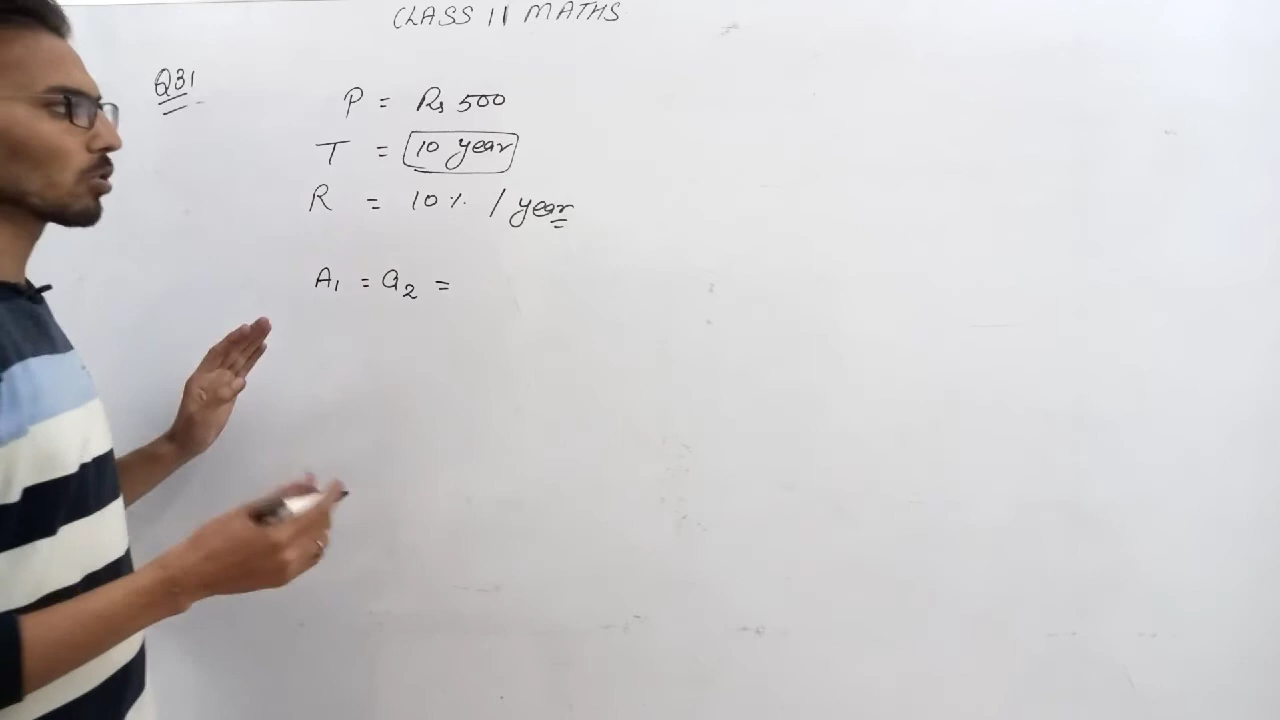 CLASS 11 MATHS
Q31
P = Rs 500
T = 10 year
R = 10% / year
A1 = a2 =